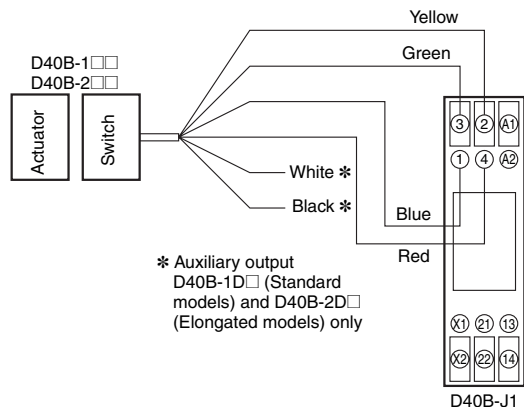 D40B-1□□
D40B-2□□
Actuator
Switch
Yellow
Green
White ✻
Black ✻
Blue
Red
✻ Auxiliary output
D40B-1D□ (Standard
models) and D40B-2D□
(Elongated models) only
3 2 A1
1 4 A2
X1 21 13
X2 22 14
D40B-J1